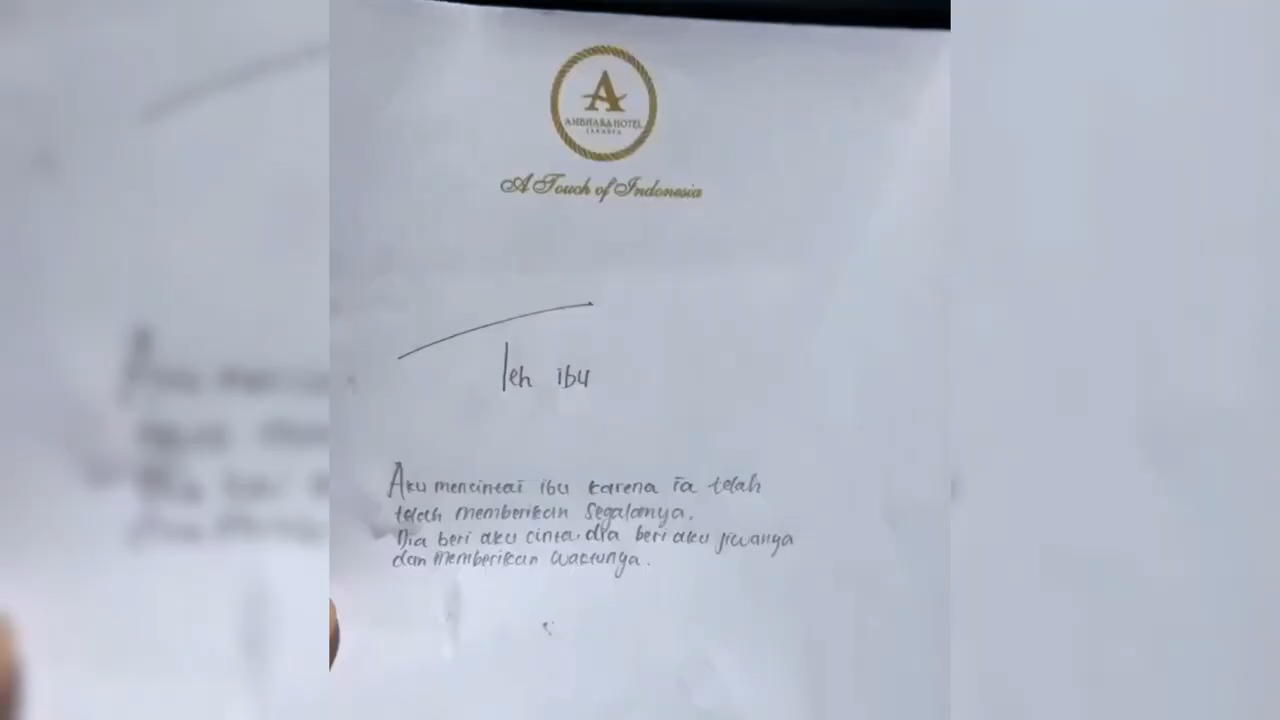 A
AMBHARA HOTEL
JAKARTA
A Touch of Indonesia
leh ibu
Aku mencintai ibu karena ia telah
telah memberikan segalanya.
Dia beri aku cinta, dia beri aku jiwanya
dan memberikan waktunya.